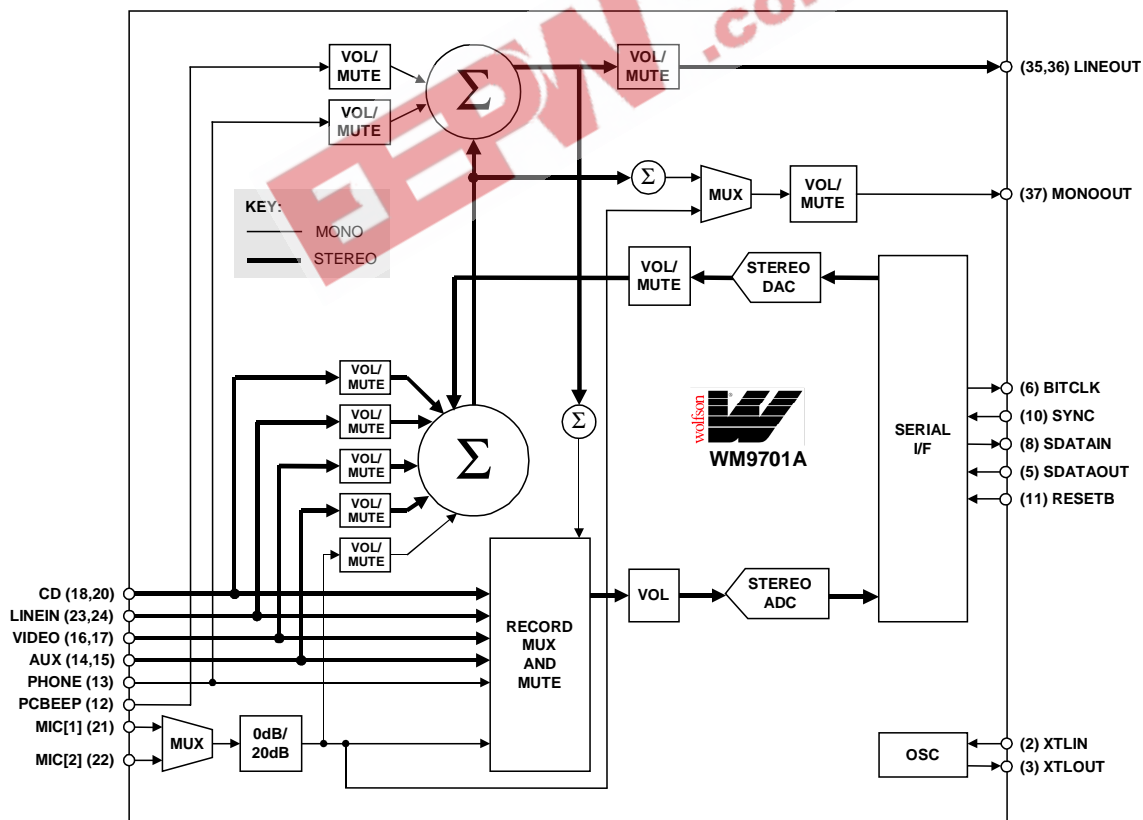 EEPW .com
VOL/
MUTE
Σ
VOL/
MUTE
(35,36) LINEOUT
VOL/
MUTE
Σ
MUX
VOL/
MUTE
(37) MONOOUT
KEY:
MONO
STEREO
VOL/
MUTE
STEREO
DAC
VOL/
MUTE
VOL/
MUTE
VOL/
MUTE
VOL/
MUTE
VOL/
MUTE
Σ
Σ
wolfson
®
WM9701A
SERIAL
I/F
(6) BITCLK
(10) SYNC
(8) SDATAIN
(5) SDATAOUT
(11) RESETB
CD (18,20)
LINEIN (23,24)
VIDEO (16,17)
AUX (14,15)
PHONE (13)
PCBEEP (12)
MIC[1] (21)
MIC[2] (22)
MUX
0dB/
20dB
RECORD
MUX
AND
MUTE
VOL
STEREO
ADC
OSC
(2) XTLIN
(3) XTLOUT